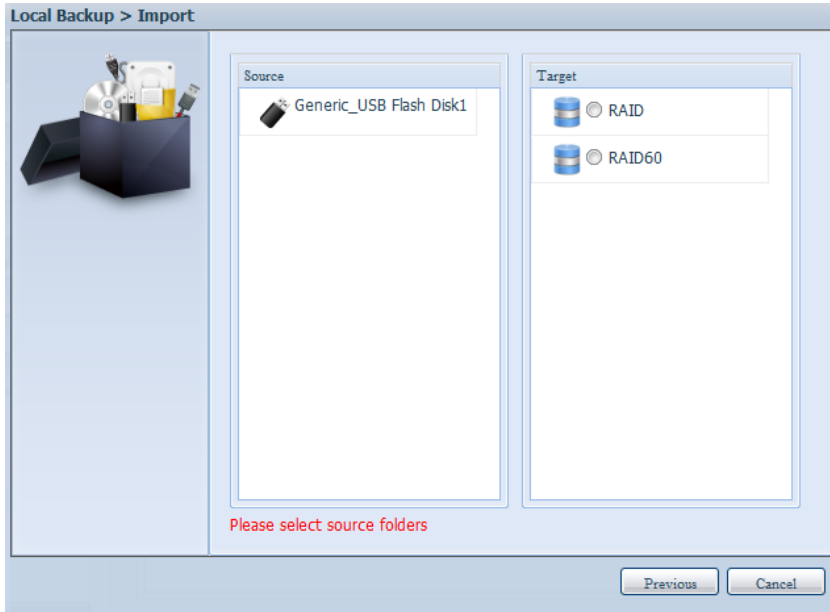 Local Backup > Import
Source
Generic_USB Flash Disk1
Target
RAID
RAID60
Please select source folders
Previous
Cancel